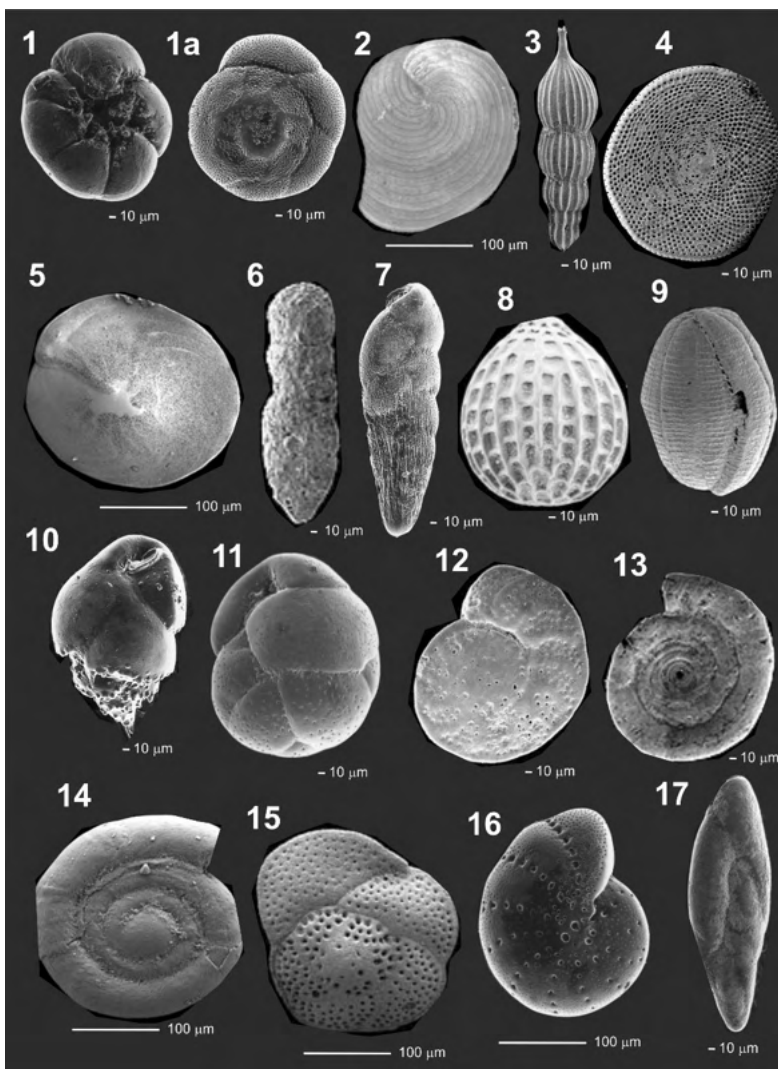 1 1a 2 3 4
– 10 µm – 10 µm 100 µm – 10 µm – 10 µm
5 6 7 8 9
100 µm – 10 µm – 10 µm – 10 µm – 10 µm
10 11 12 13
– 10 µm – 10 µm – 10 µm – 10 µm
14 15 16 17
100 µm 100 µm 100 µm – 10 µm